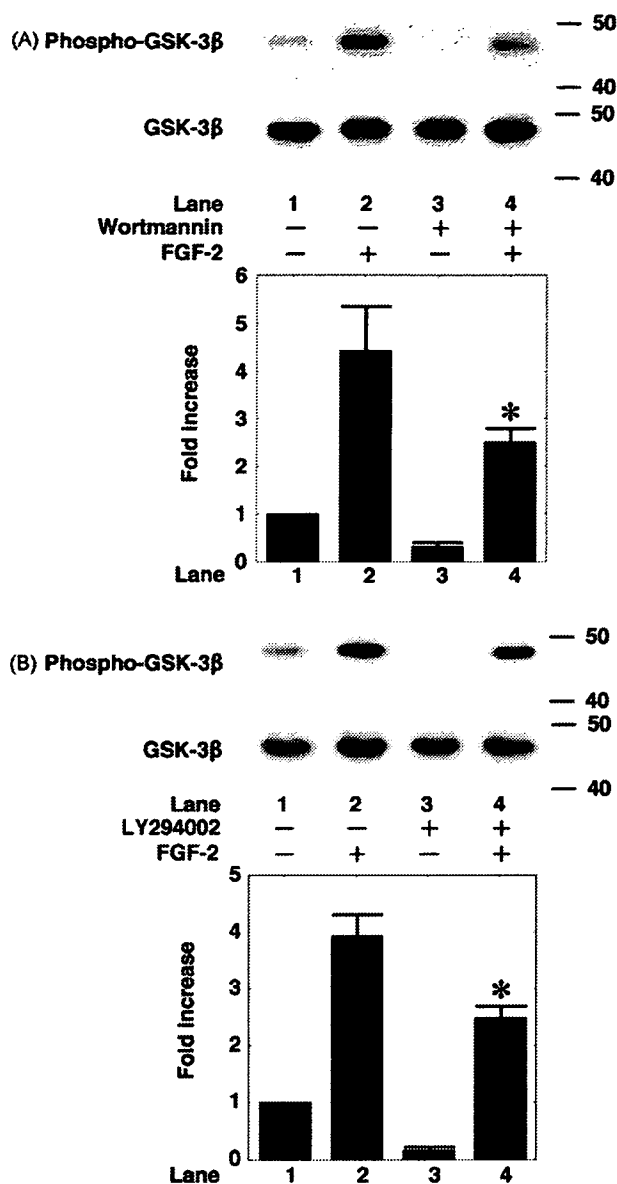 (A) Phospho-GSK-3β
— 50
— 40
GSK-3β
— 50
— 40
Lane 1 2 3 4
Wortmannin — — + +
FGF-2 — + — +
6
5
4
3
2
1
0
Fold increase
*
Lane 1 2 3 4
(B) Phospho-GSK-3β
— 50
— 40
GSK-3β
— 50
— 40
Lane 1 2 3 4
LY294002 — — + +
FGF-2 — + — +
5
4
3
2
1
0
Fold increase
*
Lane 1 2 3 4